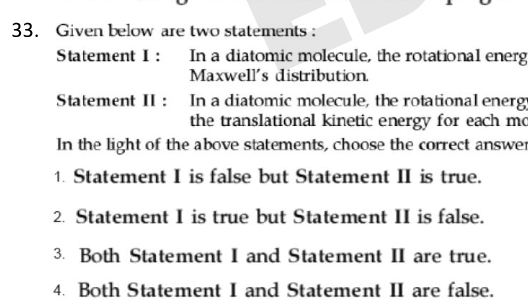 33. Given below are two statements :
Statement I : In a diatomic molecule, the rotational energ
Maxwell's distribution.
Statement II : In a diatomic molecule, the rotational energy
the translational kinetic energy for each mo
In the light of the above statements, choose the correct answer
1. Statement I is false but Statement II is true.
2. Statement I is true but Statement II is false.
3. Both Statement I and Statement II are true.
4. Both Statement I and Statement II are false.